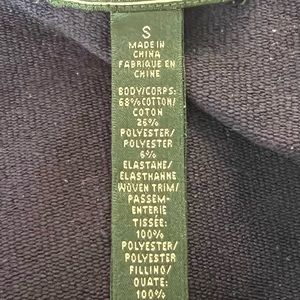 S
MADE IN
CHINA
FABRIQUE EN
CHINE
BODY/CORPS:
68% COTTON/
COTON
26%
POLYESTER/
POLYESTER
6%
ELASTANE/
ELASTHANNE
WOVEN TRIM/
PASSEM-
ENTERIE
TISSÉE:
100%
POLYESTER/
POLYESTER
FILLING/
OUATE:
100%